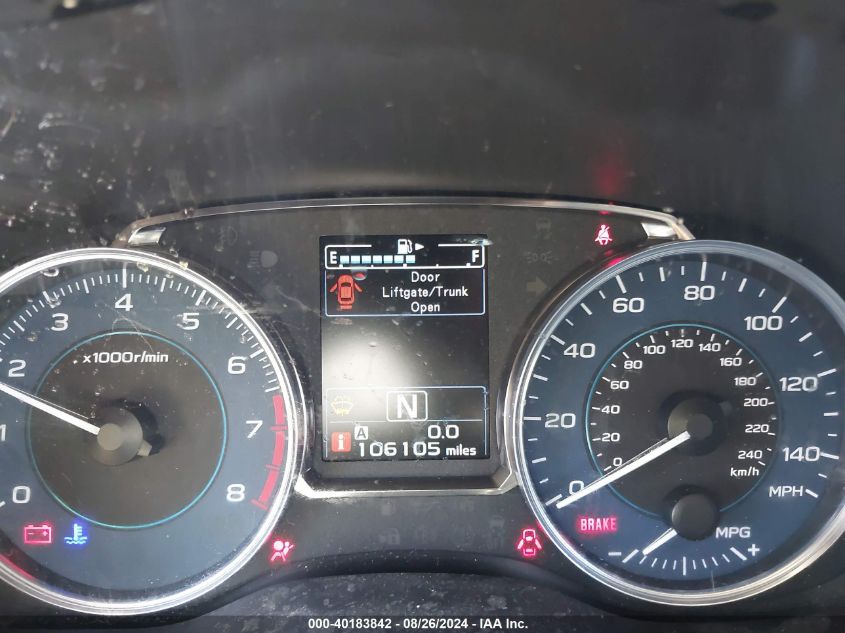 E F
Door
Liftgate/Trunk
Open
N
A 0.0
i 106105 miles
0 1 2 3 4 5 6 7 8
x1000r/min
0 20 40 60 80 100 120 140
MPH
0 20 40 60 80 100 120 140 160 180 200 220 240
km/h
BRAKE
MPG
- +
000-40183842 - 08/26/2024 - IAA Inc.